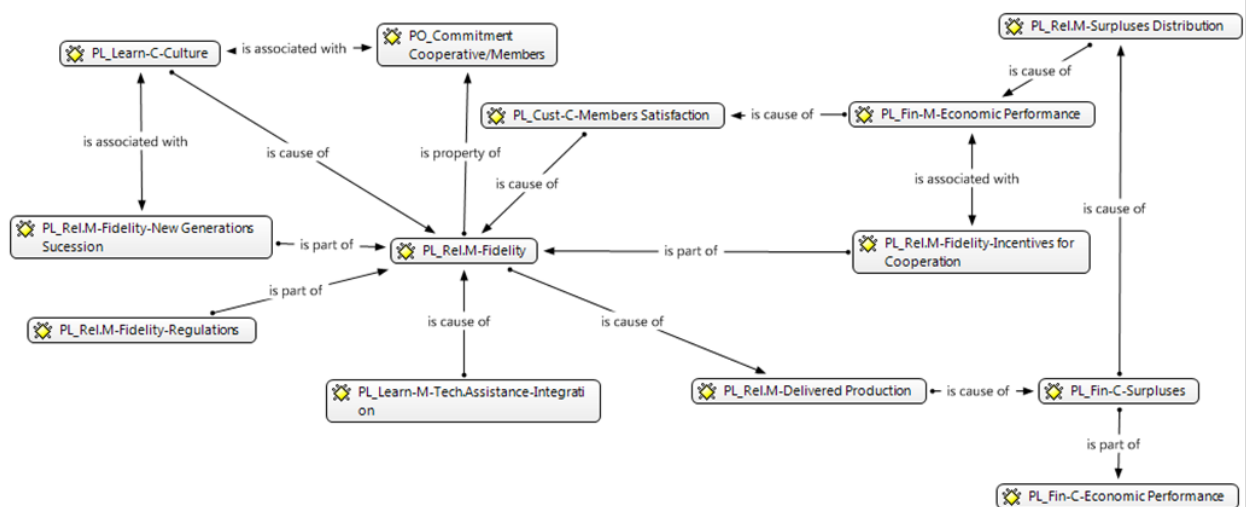 PL_Rel.M-Surpluses Distribution
PL_Learn-C-Culture
is associated with
PO_Commitment
Cooperative/Members
is cause of
PL_Cust-C-Members Satisfaction
is cause of
PL_Fin-M-Economic Performance
is associated with
is cause of
is property of
is cause of
is associated with
is cause of
PL_Rel.M-Fidelity-New Generations
Sucession
is part of
PL_Rel.M-Fidelity
is part of
PL_Rel.M-Fidelity-Incentives for
Cooperation
is part of
PL_Rel.M-Fidelity-Regulations
is cause of
is cause of
PL_Learn-M-Tech.Assistance-Integrati
on
PL_Rel.M-Delivered Production
is cause of
PL_Fin-C-Surpluses
is part of
PL_Fin-C-Economic Performance